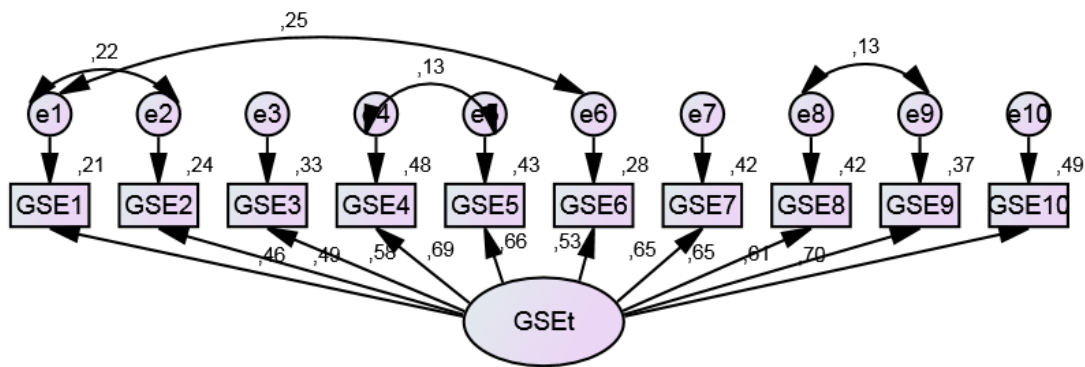 ,25
,22
,13
,13
e1 e2 e3 e4 e5 e6 e7 e8 e9 e10
,21 ,24 ,33 ,48 ,43 ,28 ,42 ,42 ,37 ,49
GSE1 GSE2 GSE3 GSE4 GSE5 GSE6 GSE7 GSE8 GSE9 GSE10
,46 ,49 ,58 ,69 ,66 ,53 ,65 ,65 ,61 ,70
GSEt